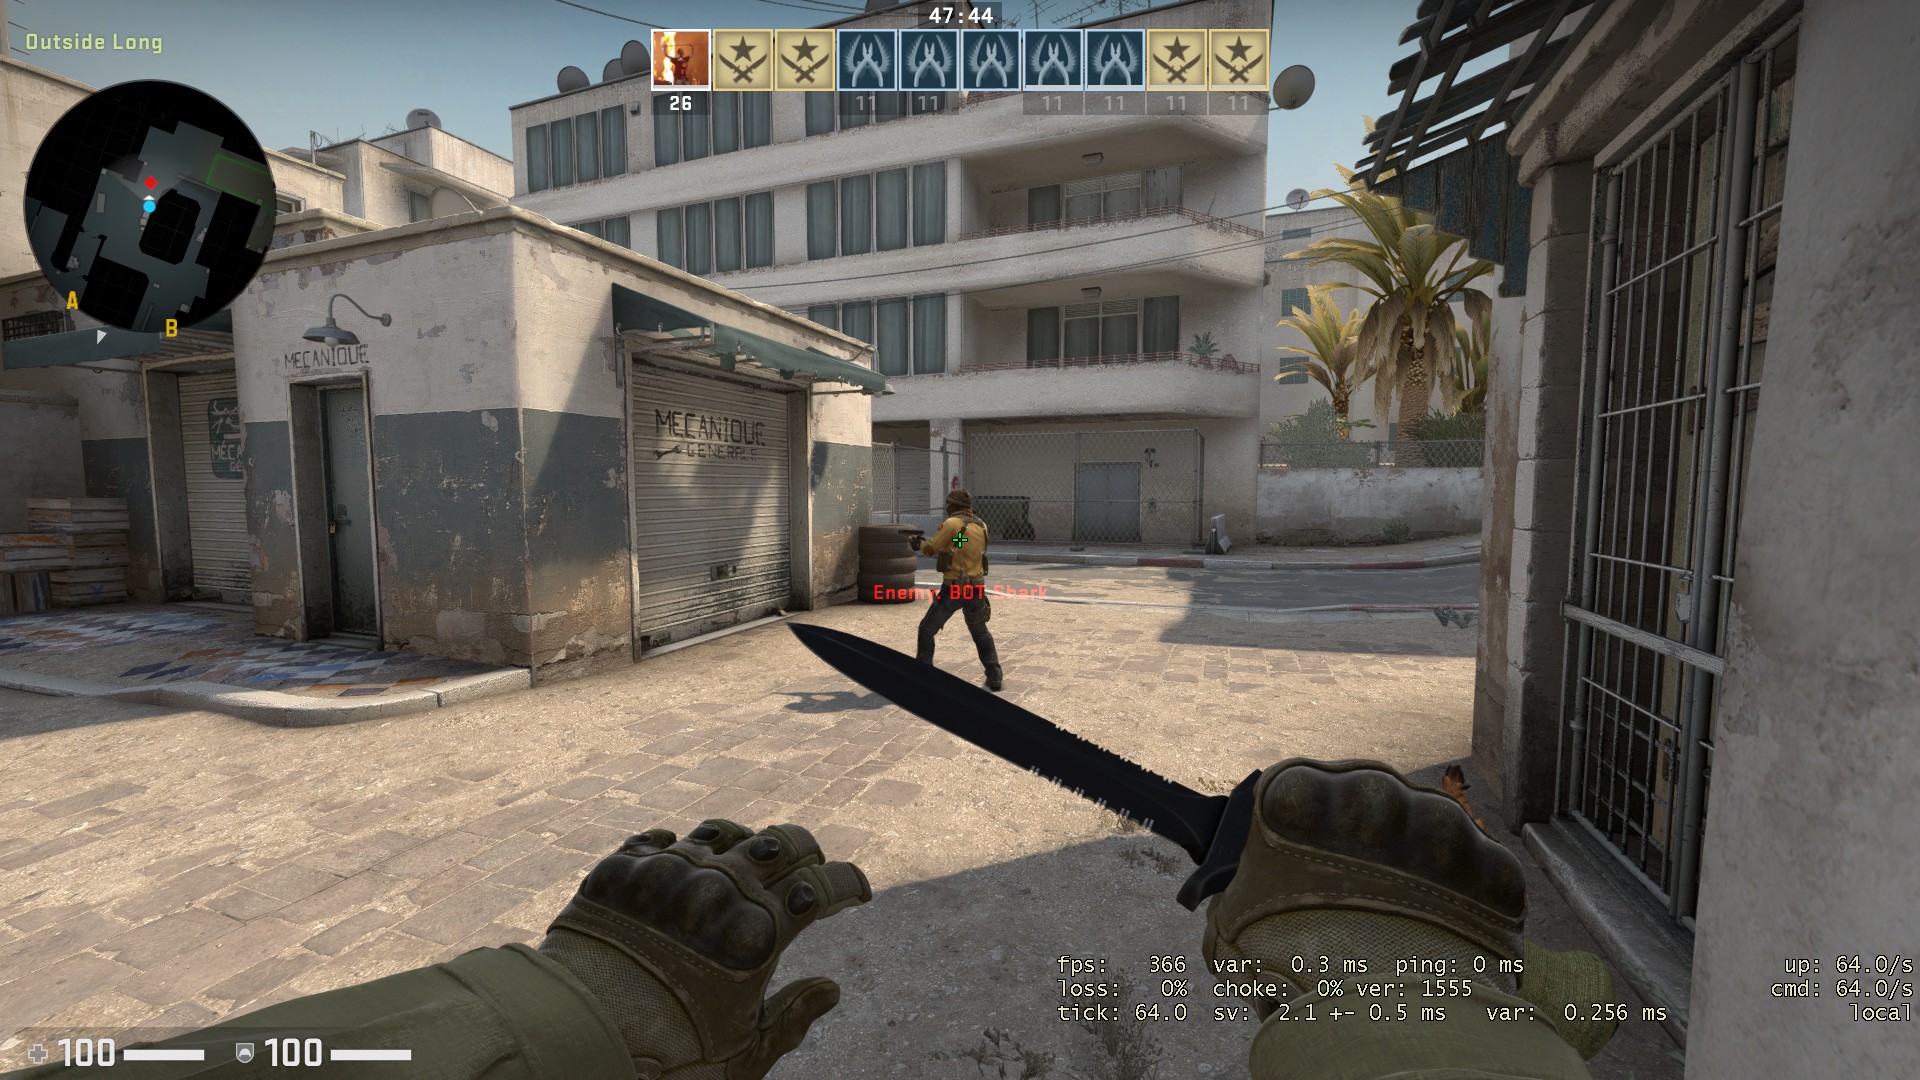 47:44
Outside Long
26 11 11 11 11 11 11
A
B
MECANIQUE
MECANIQUE
GENERALE
MECA
GE
Enemy: BOT Shark
fps: 366 var: 0.3 ms ping: 0 ms
up: 64.0/s
loss: 0% choke: 0% ver: 1555
cmd: 64.0/s
tick: 64.0 sv: 2.1 +- 0.5 ms var: 0.256 ms
local
100 100